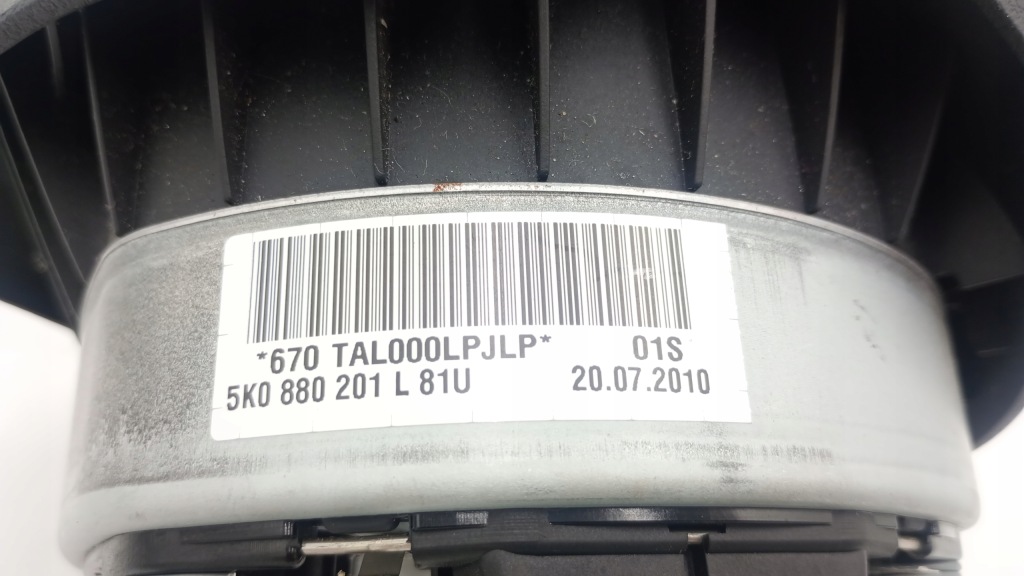 *670 TAL000LPJLP* 01S
5K0 880 201 L 81U 20.07.2010